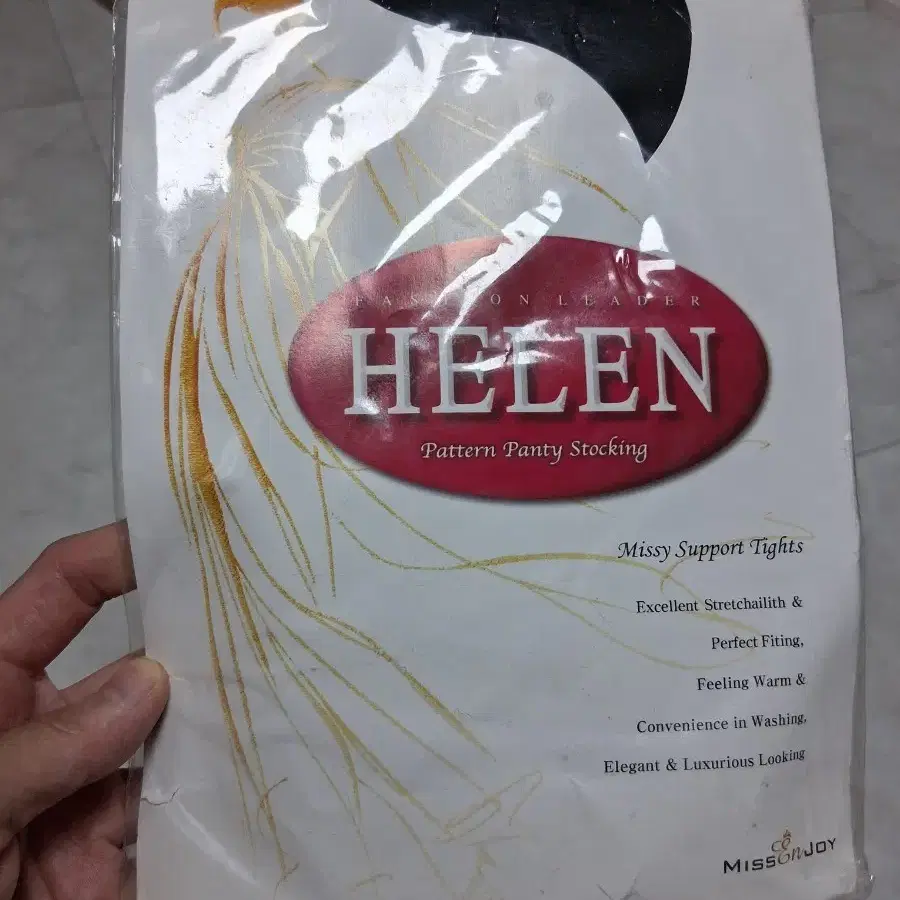 FASHION LEADER
HELEN
Pattern Panty Stocking
Missy Support Tights
Excellent Stretchailith &
Perfect Fiting,
Feeling Warm &
Convenience in Washing,
Elegant & Luxurious Looking
MISSEnJOY